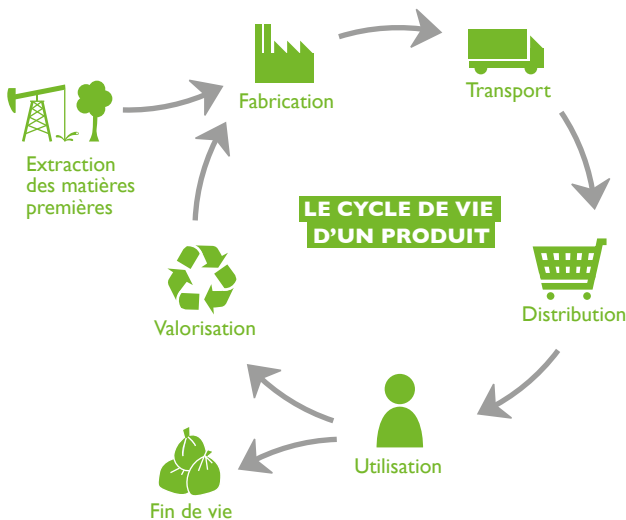 Fabrication
Transport
Extraction
des matières
premières
LE CYCLE DE VIE
D'UN PRODUIT
Distribution
Valorisation
Utilisation
Fin de vie